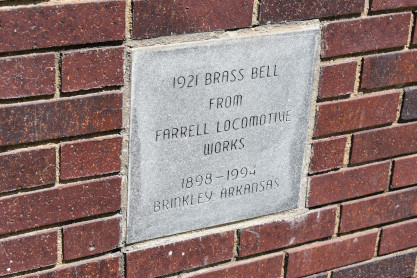 1921 BRASS BELL
FROM
FARRELL LOCOMOTIVE
WORKS
1898-1994
BRINKLEY ARKANSAS